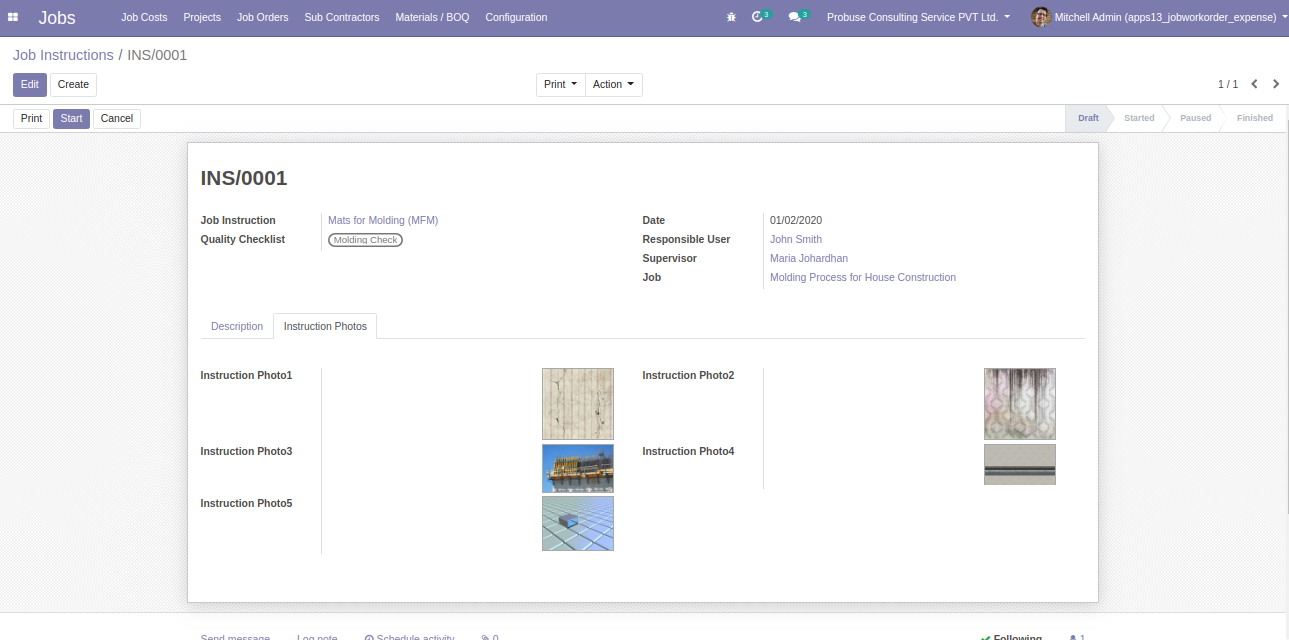 Jobs Job Costs Projects Job Orders Sub Contractors Materials / BOQ Configuration 3 3 Probuse Consulting Service PVT Ltd. Mitchell Admin (apps13_jobworkorder_expense)
Job Instructions / INS/0001
Edit Create Print Action 1 / 1
Print Start Cancel Draft Started Paused Finished
INS/0001
Job Instruction Mats for Molding (MFM) Date 01/02/2020
Quality Checklist Molding Check Responsible User John Smith
Supervisor Maria Johardhan
Job Molding Process for House Construction
Description Instruction Photos
Instruction Photo1 Instruction Photo2
Instruction Photo3 Instruction Photo4
Instruction Photo5
Send message Log note Schedule activity 0 Following 1